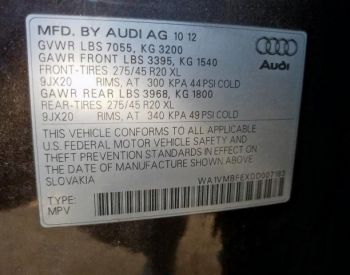 MFD. BY AUDI AG 10 12
GVWR LBS 7055, KG 3200
GAWR FRONT LBS 3395, KG 1540
FRONT-TIRES 275/45 R20 XL
9JX20 RIMS, AT 300 KPA 44 PSI COLD
GAWR REAR LBS 3968, KG 1800
REAR-TIRES 275/45 R20 XL
9JX20 RIMS, AT 340 KPA 49 PSI COLD
THIS VEHICLE CONFORMS TO ALL APPLICABLE
U.S. FEDERAL MOTOR VEHICLE SAFETY AND
THEFT PREVENTION STANDARDS IN EFFECT ON
THE DATE OF MANUFACTURE SHOWN ABOVE
SLOVAKIA
TYPE:
MPV
Audi